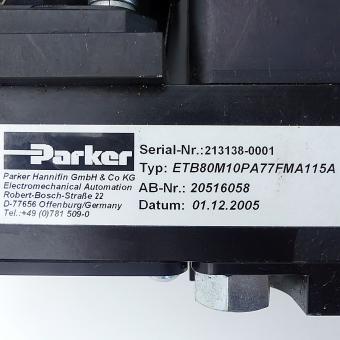 Parker
Parker Hannifin GmbH & Co KG
Electromechanical Automation
Robert-Bosch-Straße 22
D-77656 Offenburg/Germany
Tel.:+49 (0)781 509-0
Serial-Nr.:213138-0001
Typ: ETB80M10PA77FMA115A
AB-Nr.: 20516058
Datum: 01.12.2005